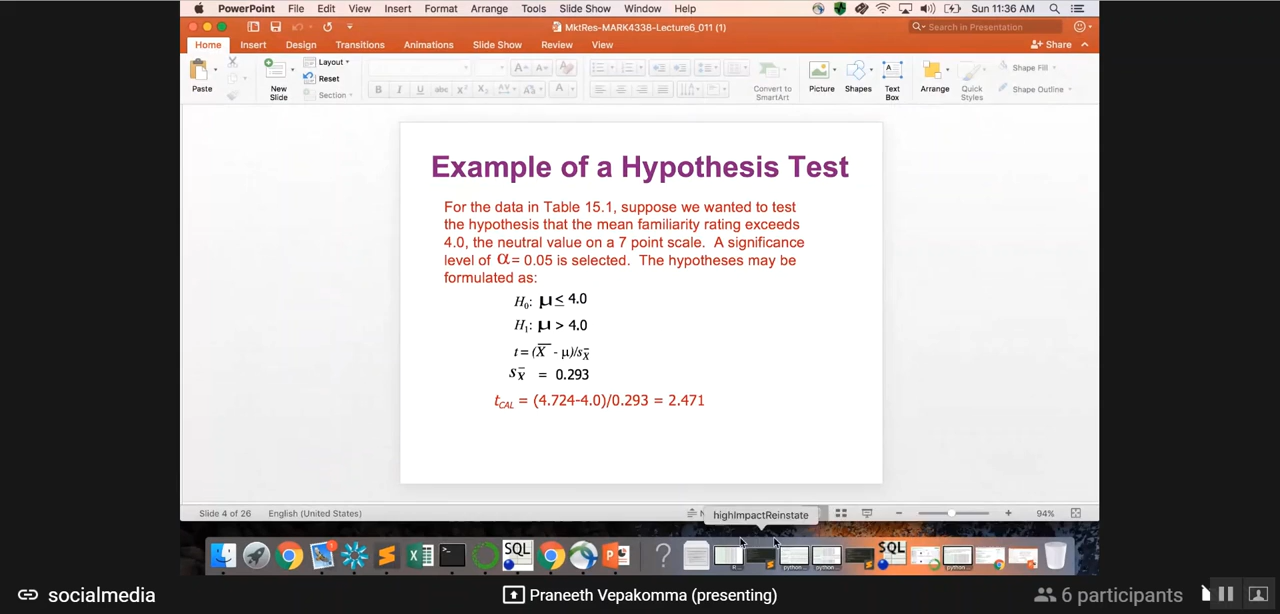 PowerPoint File Edit View Insert Format Arrange Tools Slide Show Window Help Sun 11:36 AM
MktRes-MARK4338-Lecture6_011 (1)
Search in Presentation
Home Insert Design Transitions Animations Slide Show Review View Share
Paste
New Slide
Layout
Reset
Section
Convert to SmartArt
Picture
Shapes
Text Box
Arrange
Quick Styles
Shape Fill
Shape Outline
Example of a Hypothesis Test
For the data in Table 15.1, suppose we wanted to test
the hypothesis that the mean familiarity rating exceeds
4.0, the neutral value on a 7 point scale. A significance
level of α = 0.05 is selected. The hypotheses may be
formulated as:
H₀: μ ≤ 4.0
H₁: μ > 4.0
t = (X̅ - μ)/sX̅
sX̅ = 0.293
tCAL = (4.724-4.0)/0.293 = 2.471
Slide 4 of 26 English (United States) 94%
highImpactReinstate
SQL
SQL
socialmedia
Praneeth Vepakomma (presenting)
6 participants